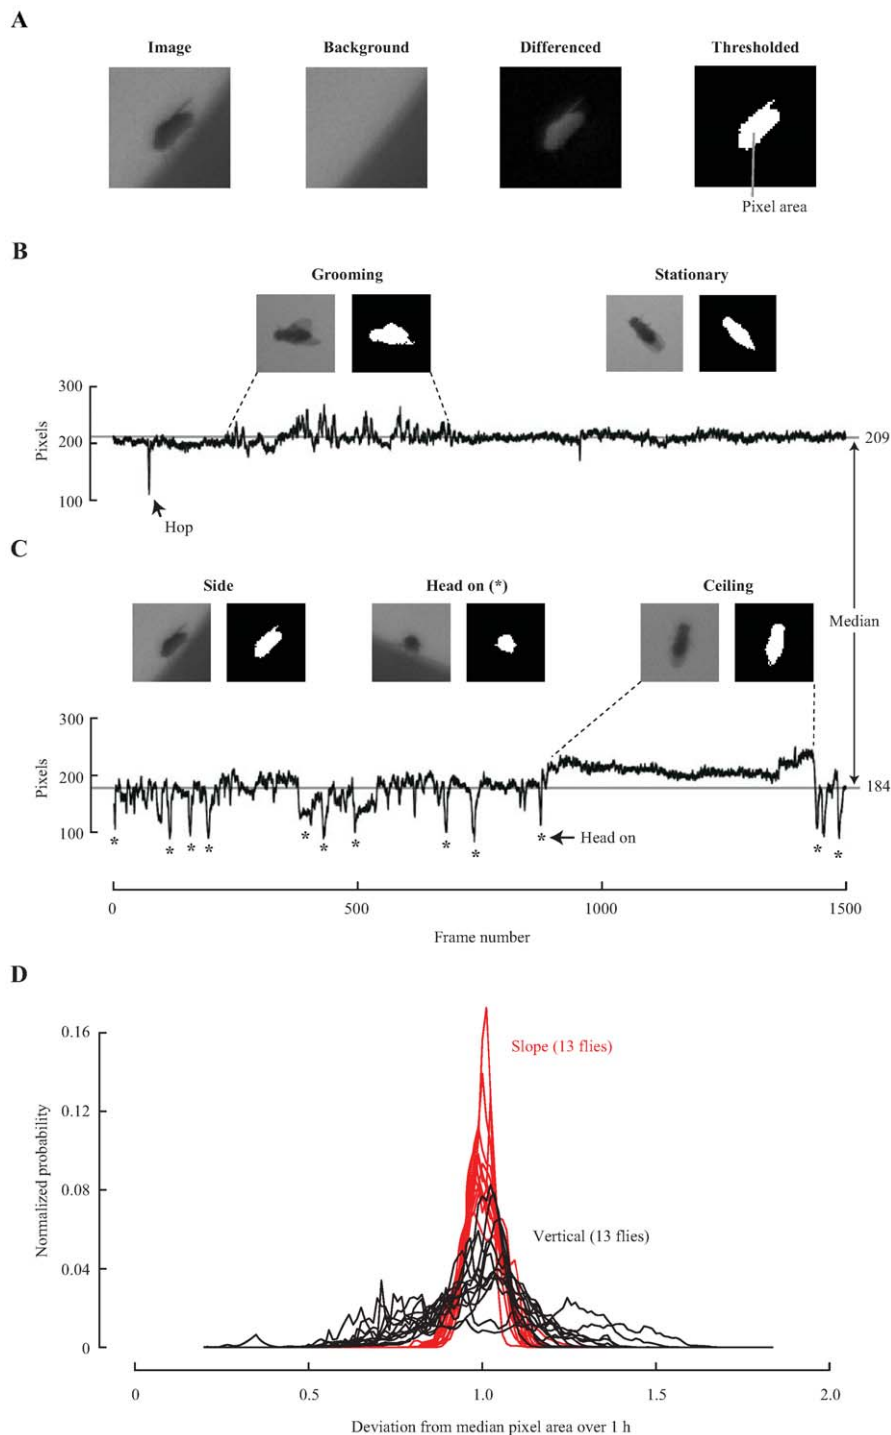 A
Image
Background
Differenced
Thresholded
Pixel area
B
Grooming
Stationary
300
200
100
Pixels
209
Hop
C
Side
Head on (*)
Ceiling
Median
300
200
100
Pixels
184
* * * * * * * * * * * ←Head on * *
0
500
1000
1500
Frame number
D
0.16
0.12
0.08
0.04
0
Normalized probability
Slope (13 flies)
Vertical (13 flies)
0
0.5
1.0
1.5
2.0
Deviation from median pixel area over 1 h